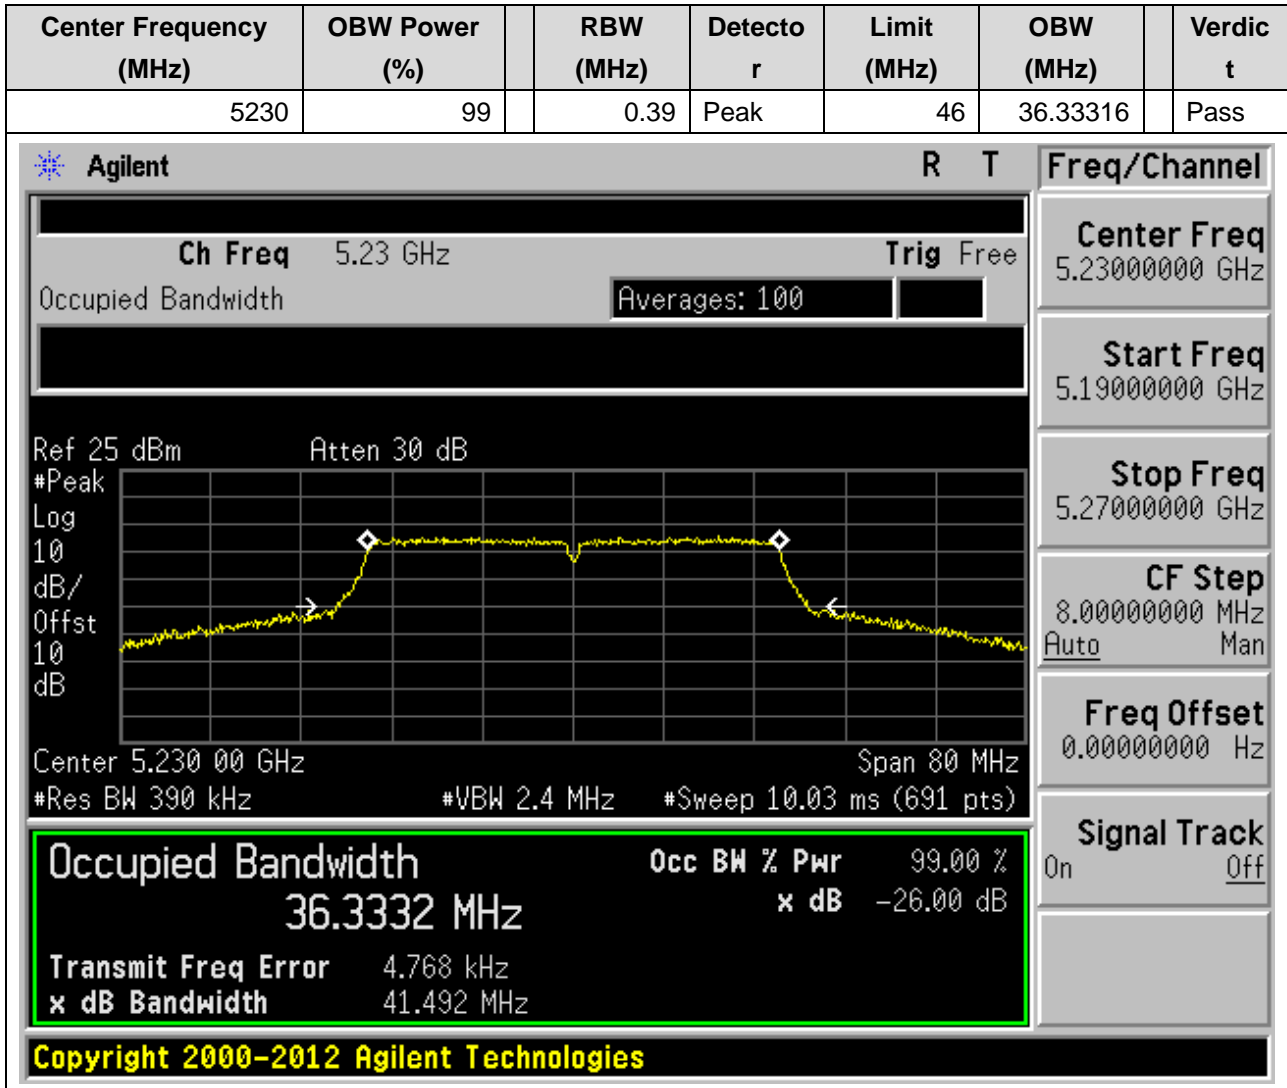 Center Frequency (MHz) OBW Power (%) RBW (MHz) Detecto r Limit (MHz) OBW (MHz) Verdic t
5230 99 0.39 Peak 46 36.33316 Pass
Agilent R T
Ch Freq 5.23 GHz Trig Free
Occupied Bandwidth Averages: 100
Ref 25 dBm Atten 30 dB
#Peak
Log
10
dB/
Offst
10
dB
Center 5.230 00 GHz Span 80 MHz
#Res BW 390 kHz #VBW 2.4 MHz #Sweep 10.03 ms (691 pts)
Occupied Bandwidth Occ BW % Pwr 99.00 %
36.3332 MHz x dB -26.00 dB
Transmit Freq Error 4.768 kHz
x dB Bandwidth 41.492 MHz
Copyright 2000-2012 Agilent Technologies
Freq/Channel
Center Freq
5.23000000 GHz
Start Freq
5.19000000 GHz
Stop Freq
5.27000000 GHz
CF Step
8.00000000 MHz
Auto Man
Freq Offset
0.00000000 Hz
Signal Track
On Off